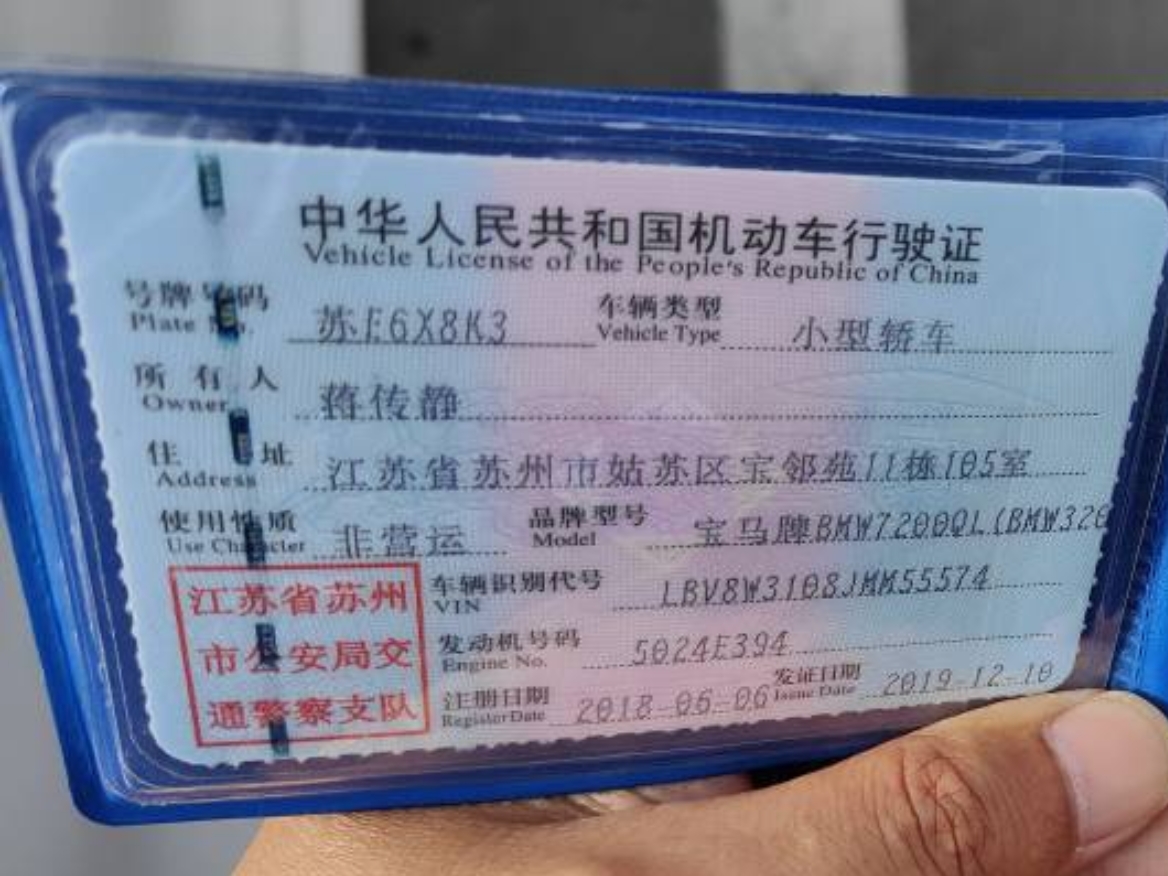 中华人民共和国机动车行驶证
Vehicle License of the People's Republic of China
号牌号码 苏E6X8K3 车辆类型 小型轿车
Plate No. Vehicle Type
所有人 蒋传静
Owner
住址 江苏省苏州市姑苏区宝邻苑11栋105室
Address
使用性质 非营运 品牌型号 宝马牌BMW7200QL(BMW320
Use Character Model
江苏省苏州
市公安局交
通警察支队
车辆识别代号 LBV8W3108JMM55574
VIN
发动机号码 5024E394
Engine No.
注册日期 2018-06-06 发证日期 2019-12-10
Register Date Issue Date